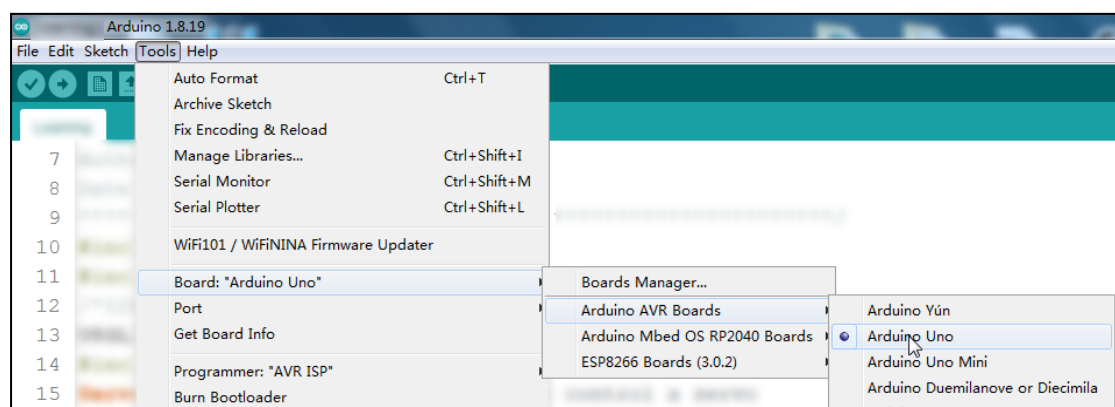 Arduino 1.8.19
File Edit Sketch Tools Help
Auto Format Ctrl+T
Archive Sketch
Fix Encoding & Reload
Manage Libraries... Ctrl+Shift+I
Serial Monitor Ctrl+Shift+M
Serial Plotter Ctrl+Shift+L
WiFi101 / WiFiNINA Firmware Updater
Board: "Arduino Uno"
Port
Get Board Info
Programmer: "AVR ISP"
Burn Bootloader
Boards Manager...
Arduino AVR Boards
Arduino Mbed OS RP2040 Boards
ESP8266 Boards (3.0.2)
Arduino Yún
Arduino Uno
Arduino Uno Mini
Arduino Duemilanove or Diecimila
7
8
9
10
11
12
13
14
15 control a servo